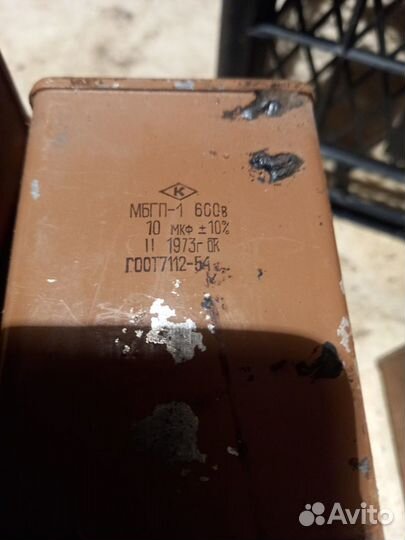 К
МБГП-1 600в
10 мкф ±10%
II 1973г ОК
ГОСТ7112-54
Avito